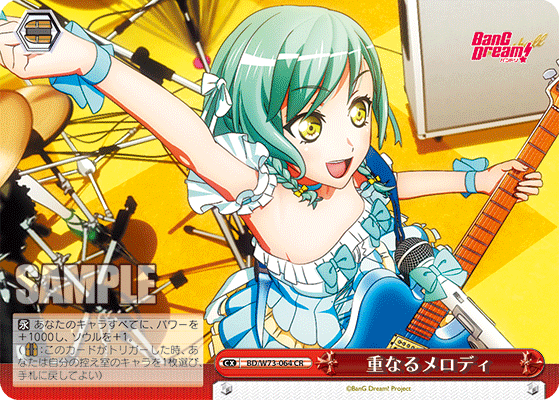 BanG Dream!
バンドリ!
SAMPLE
永 あなたのキャラすべてに、パワーを
+1000し、ソウルを+1。
( :このカードがトリガーした時、あ
なたは自分の控え室のキャラを1枚選び、
手札に戻してよい)
CX BD/W73-064 CR 重なるメロディ
©BanG Dream! Project